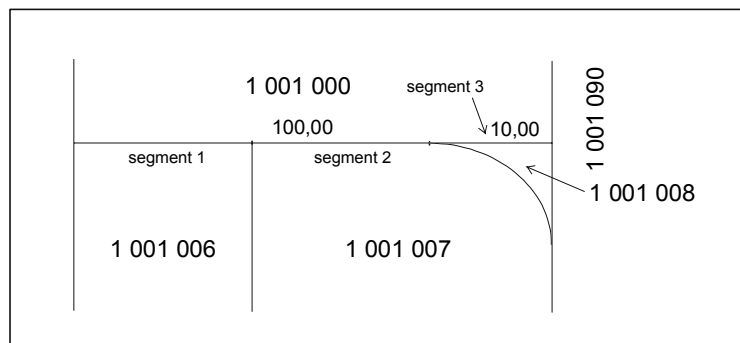 1 001 000
segment 3
1 001 090
100,00
10,00
segment 1
segment 2
1 001 008
1 001 006
1 001 007